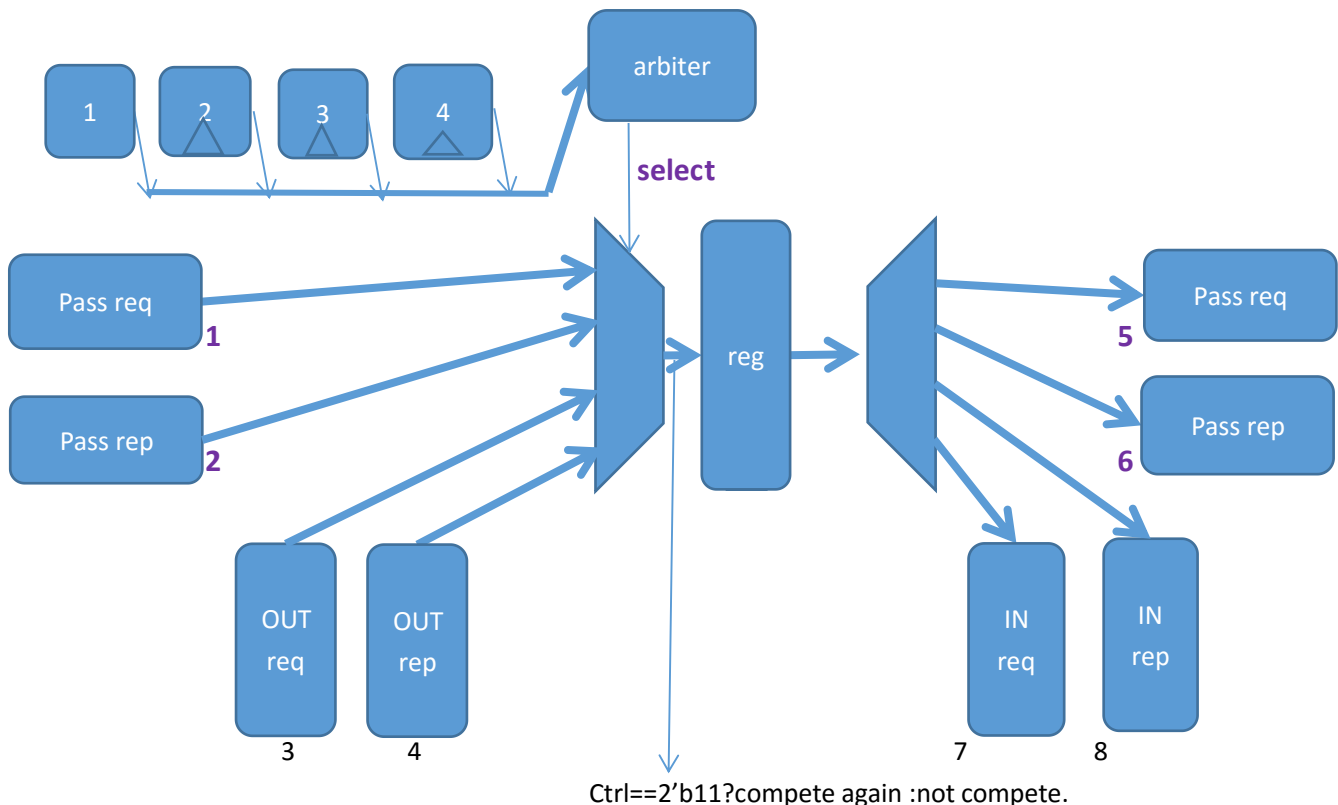 arbiter
1
2
3
4
select
Pass req
1
Pass rep
2
reg
Pass req
5
Pass rep
6
OUT
req
3
OUT
rep
4
IN
req
7
IN
rep
8
Ctrl==2’b11?compete again :not compete.